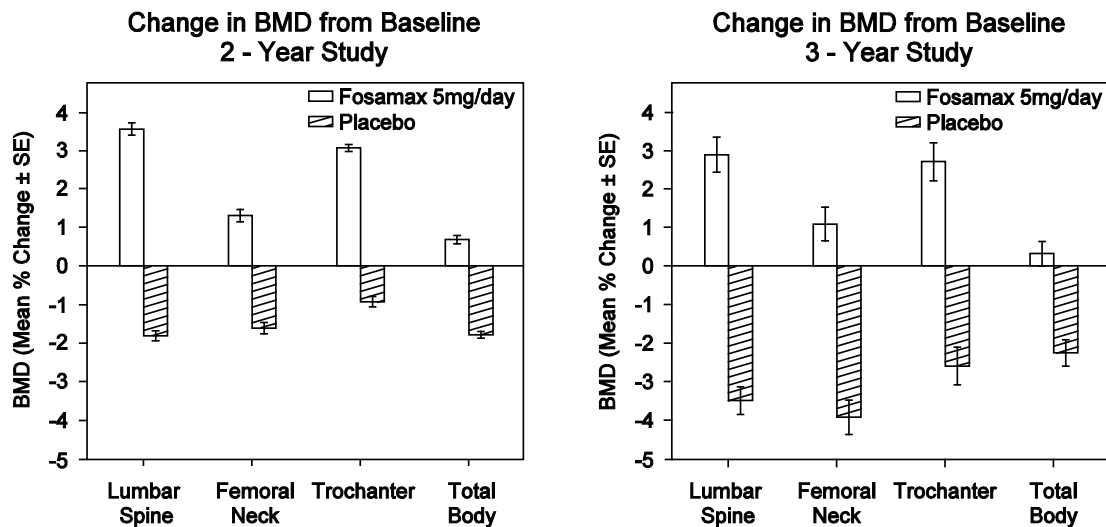 Change in BMD from Baseline
2 - Year Study
Fosamax 5mg/day
Placebo
BMD (Mean % Change ± SE)
4
3
2
1
0
-1
-2
-3
-4
-5
Lumbar Spine
Femoral Neck
Trochanter
Total Body
Change in BMD from Baseline
3 - Year Study
Fosamax 5mg/day
Placebo
BMD (Mean % Change ± SE)
4
3
2
1
0
-1
-2
-3
-4
-5
Lumbar Spine
Femoral Neck
Trochanter
Total Body